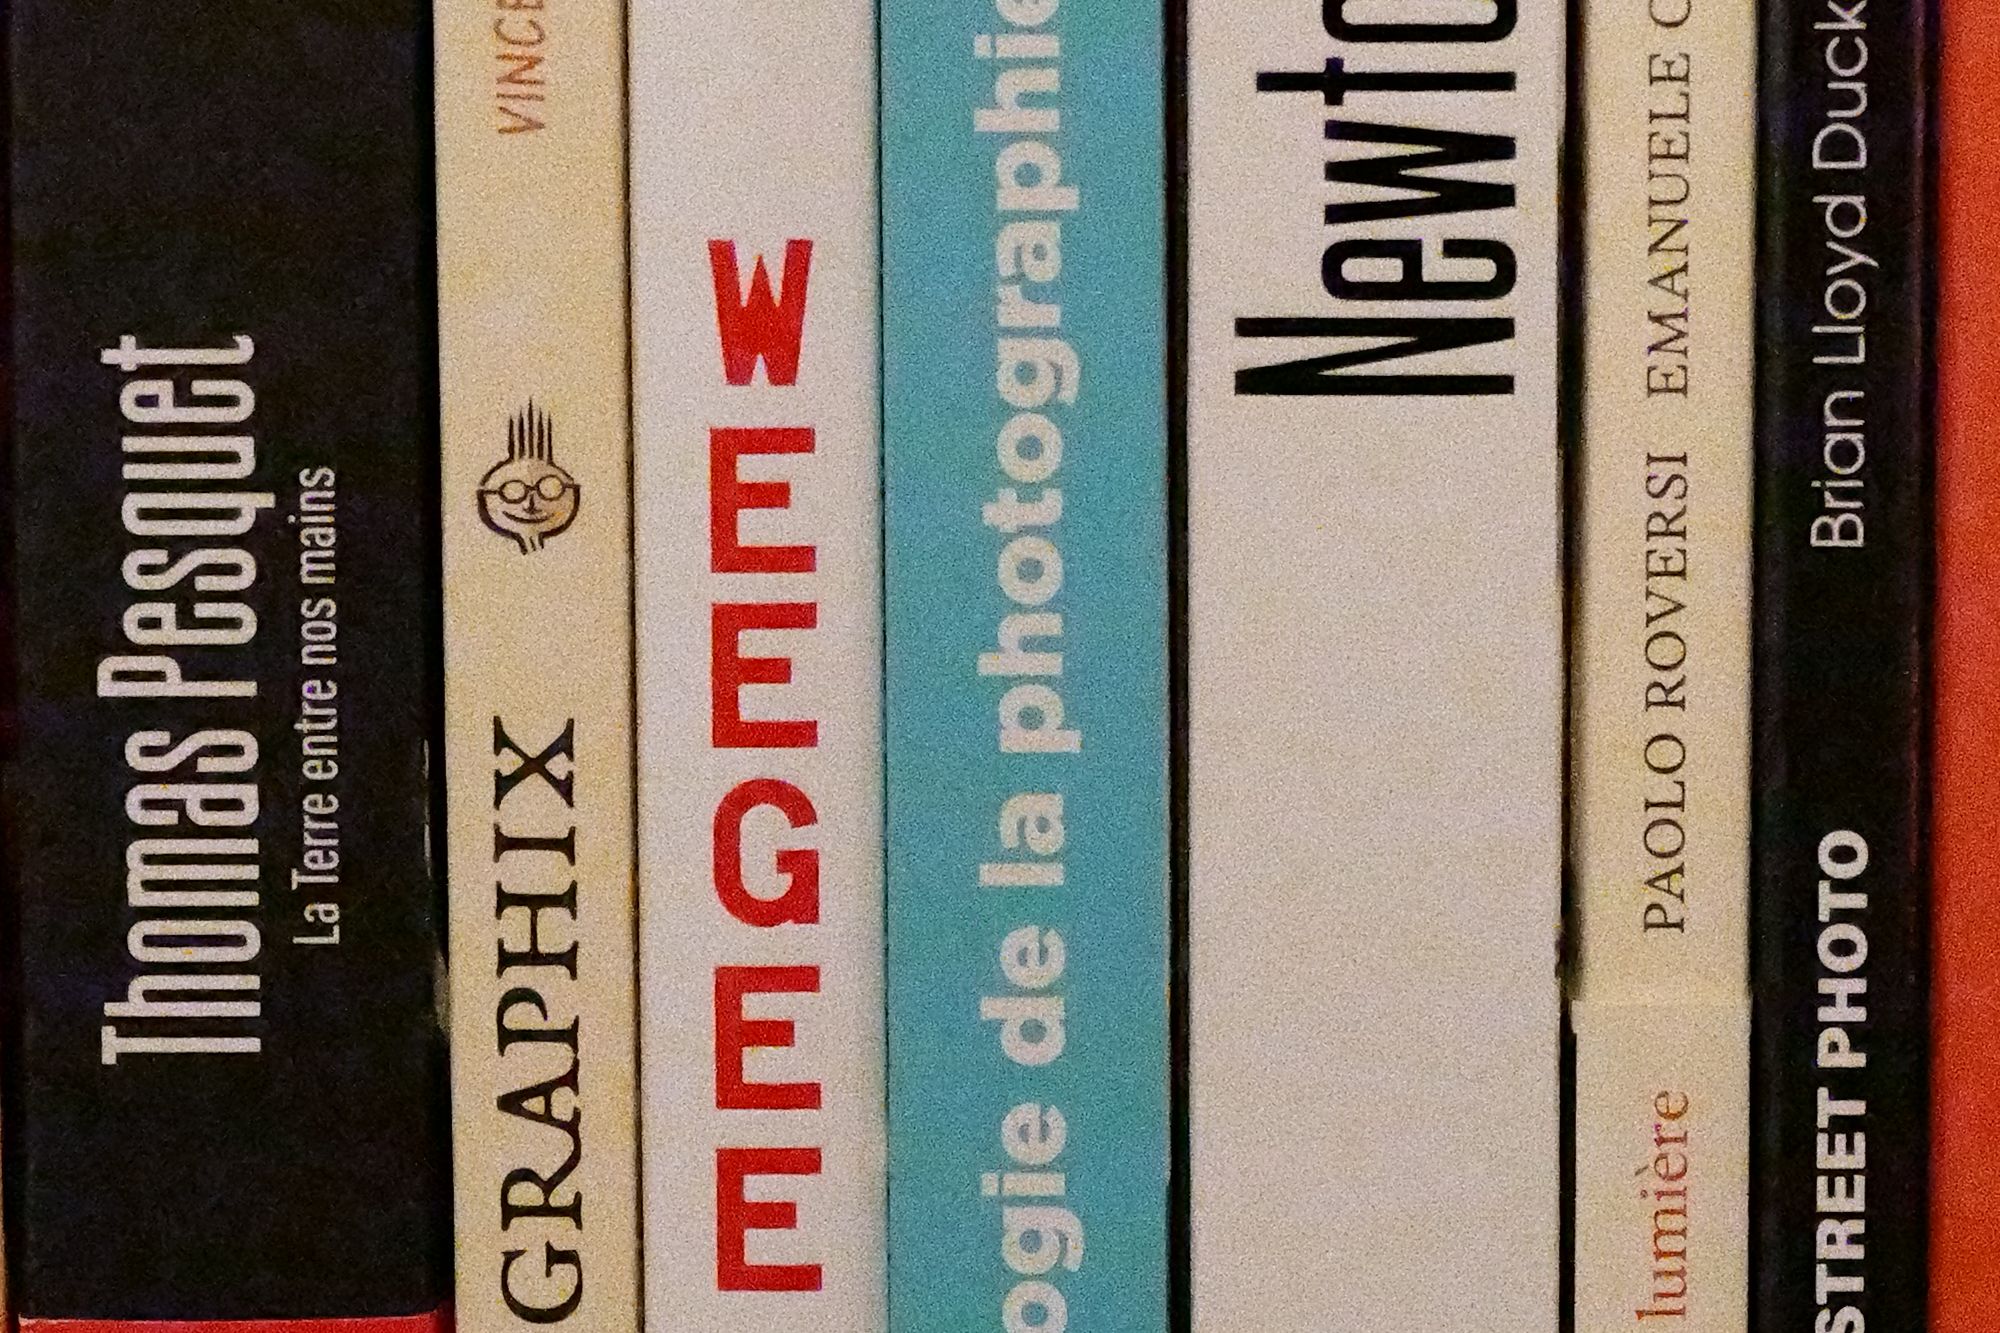 Thomas Pesquet
La Terre entre nos mains
GRAPHIX
VINCE
WEEGEE
ogie de la photographie
Newto
lumière PAOLO ROVERSI EMANUELE C
STREET PHOTO Brian Lloyd Duck